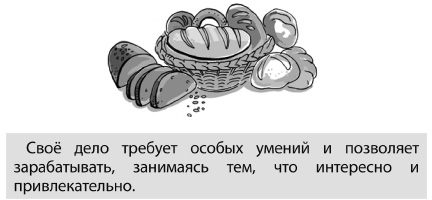 Своё дело требует особых умений и позволяет
зарабатывать, занимаясь тем, что интересно и
привлекательно.